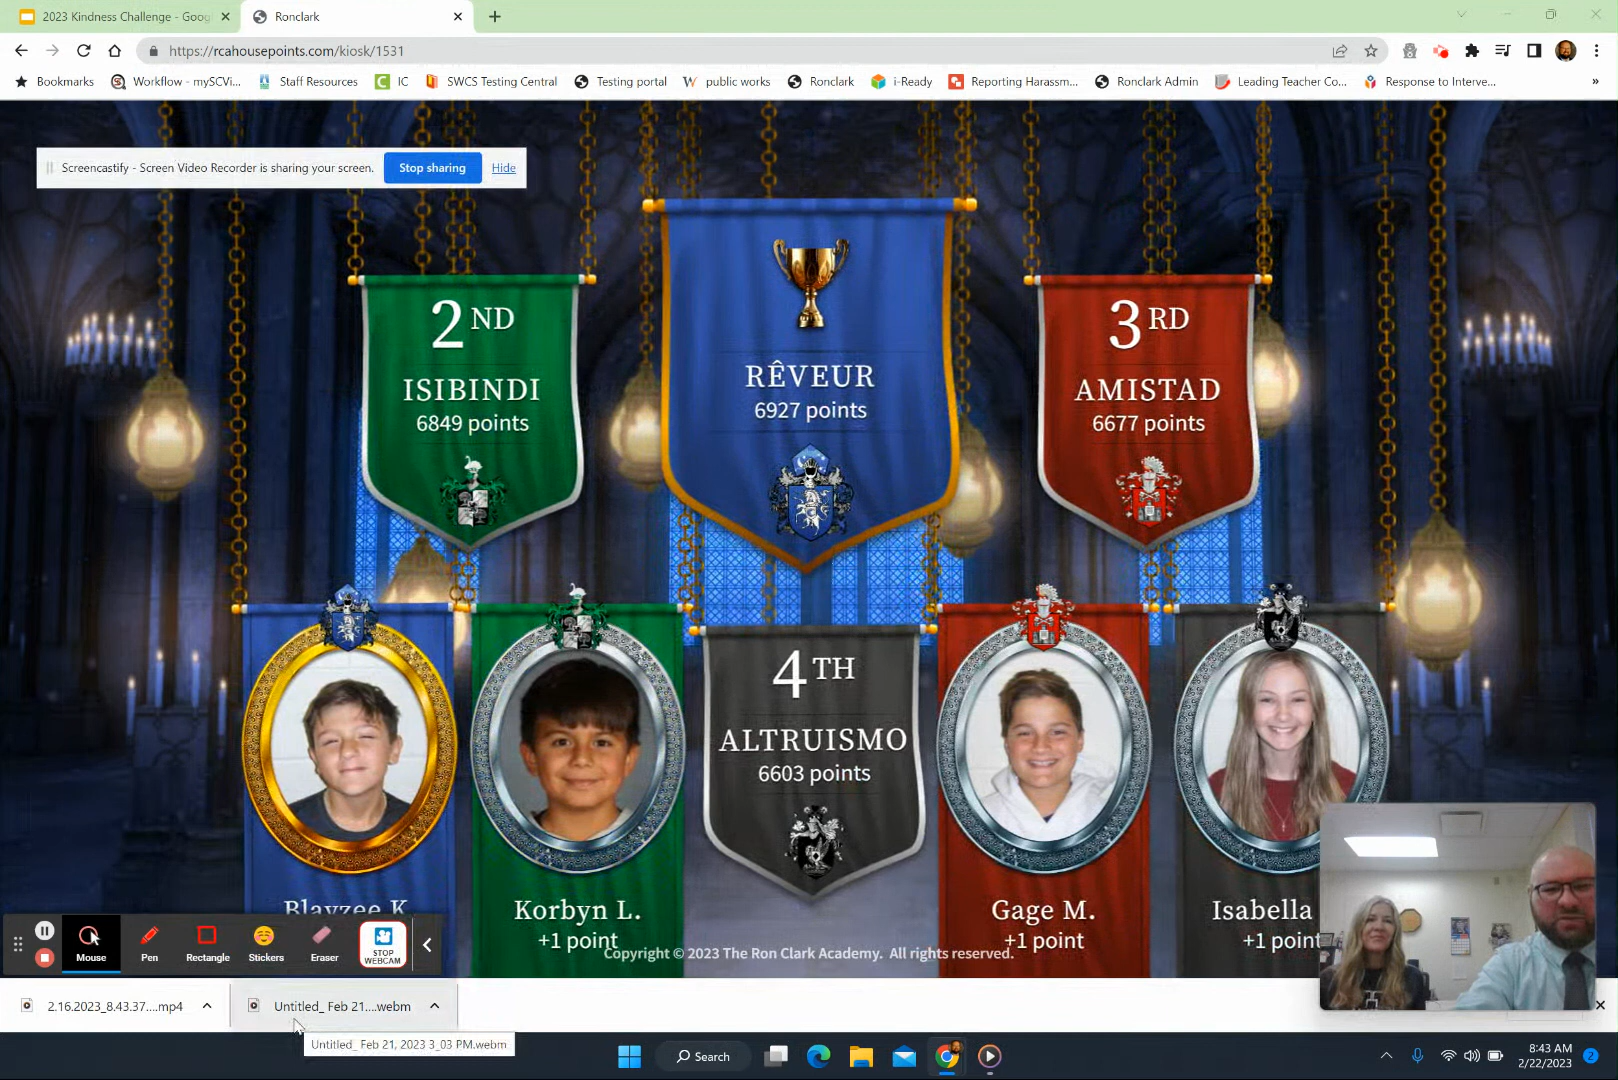 2023 Kindness Challenge - Goog
Ronclark
https://rcahousepoints.com/kiosk/1531
Bookmarks
Workflow - mySCVi...
Staff Resources
IC
SWCS Testing Central
Testing portal
public works
Ronclark
i-Ready
Reporting Harassm...
Ronclark Admin
Leading Teacher Co...
Response to Interve...
»
Screencastify - Screen Video Recorder is sharing your screen.
Stop sharing
Hide
2ND
ISIBINDI
6849 points
RÊVEUR
6927 points
3RD
AMISTAD
6677 points
4TH
ALTRUISMO
6603 points
Blayzee K.
Korbyn L.
+1 point
Gage M.
+1 point
Isabella
+1 point
Copyright © 2023 The Ron Clark Academy. All rights reserved.
Mouse
Pen
Rectangle
Stickers
Eraser
STOP
WEBCAM
2.16.2023_8.43.37....mp4
Untitled_ Feb 21....webm
Untitled_ Feb 21, 2023 3_03 PM.webm
Search
8:43 AM
2/22/2023
2